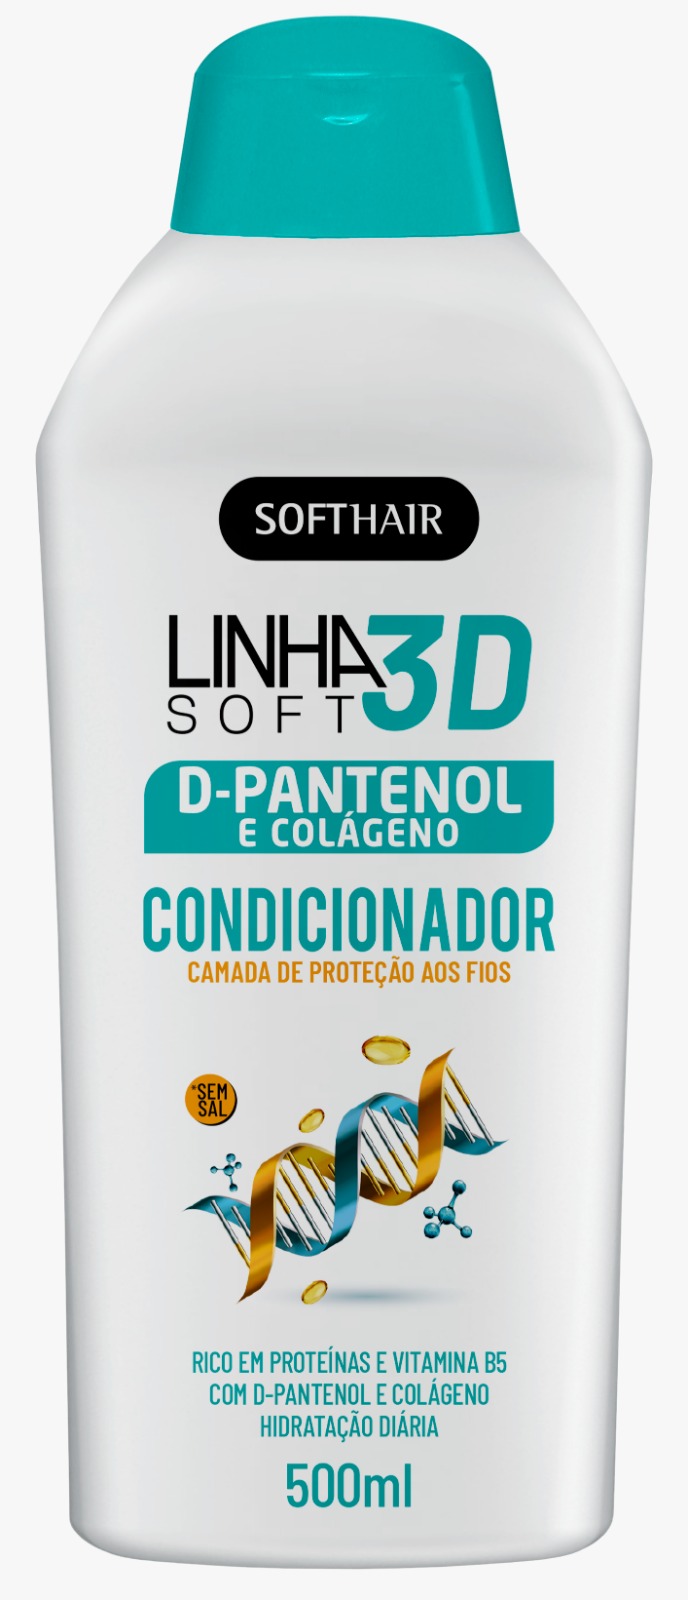 SOFTHAIR
LINHA 3D
SOFT
D-PANTENOL
E COLÁGENO
CONDICIONADOR
CAMADA DE PROTEÇÃO AOS FIOS
*SEM
SAL
RICO EM PROTEÍNAS E VITAMINA B5
COM D-PANTENOL E COLÁGENO
HIDRATAÇÃO DIÁRIA
500ml